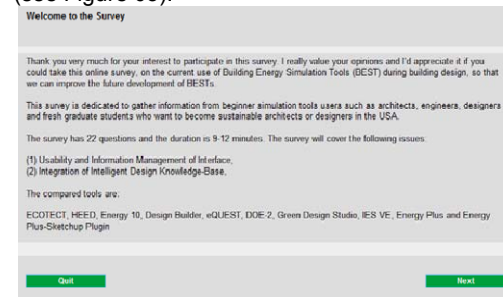 (see Figure 03).
Welcome to the Survey
Thank you very much for your interest to participate in this survey. I really value your opinions and I'd appreciate it if you
could take this online survey, on the current use of Building Energy Simulation Tools (BEST) during building design, so that
we can improve the future development of BESTs.
This survey is dedicated to gather information from beginner simulation tools users such as architects, engineers, designers
and fresh graduate students who want to become sustainable architects or designers in the USA.
The survey has 22 questions and the duration is 9-12 minutes. The survey will cover the following issues:
(1) Usability and Information Management of Interface,
(2) Integration of Intelligent Design Knowledge-Base,
The compared tools are:
ECOTECT, HEED, Energy 10, Design Builder, eQUEST, DOE-2, Green Design Studio, IES VE, Energy Plus and Energy
Plus-Sketchup Plugin
Quit
Next